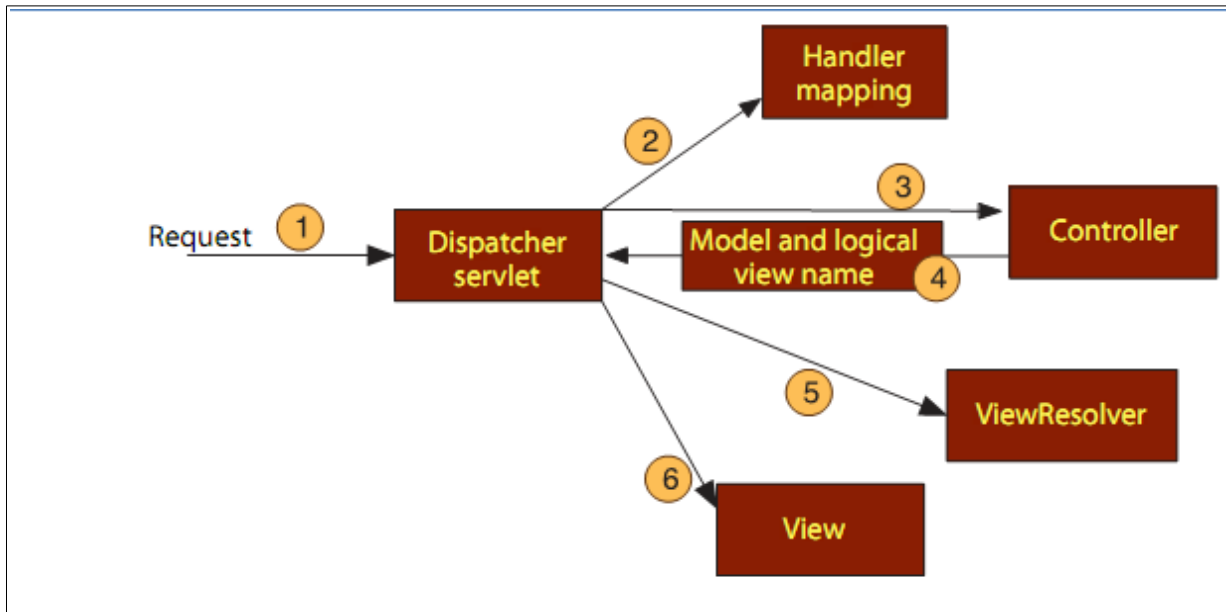 Handler
mapping
2
3
1
Request
Dispatcher
servlet
Model and logical
view name
4
Controller
5
ViewResolver
6
View